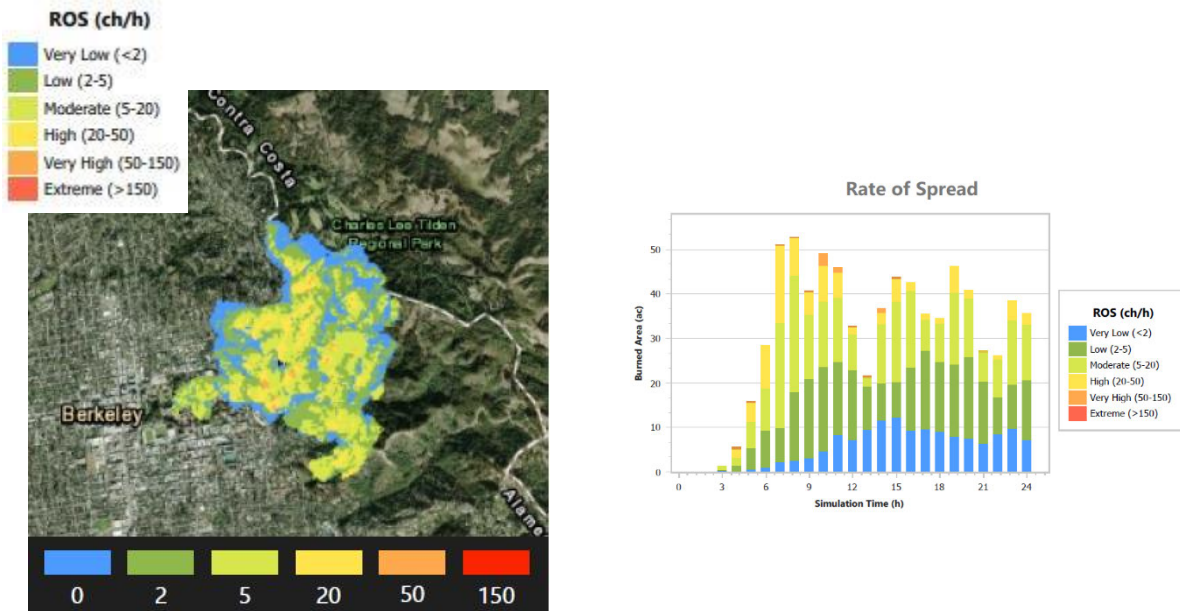 ROS (ch/h)
Very Low (<2)
Low (2-5)
Moderate (5-20)
High (20-50)
Very High (50-150)
Extreme (>150)
Contra Costa
Charles Lee Tilden
Regional Park
Berkeley
Alame
0 2 5 20 50 150
Rate of Spread
Burned Area (ac)
50
40
30
20
10
0
0 3 6 9 12 15 18 21 24
Simulation Time (h)
ROS (ch/h)
Very Low (<2)
Low (2-5)
Moderate (5-20)
High (20-50)
Very High (50-150)
Extreme (>150)